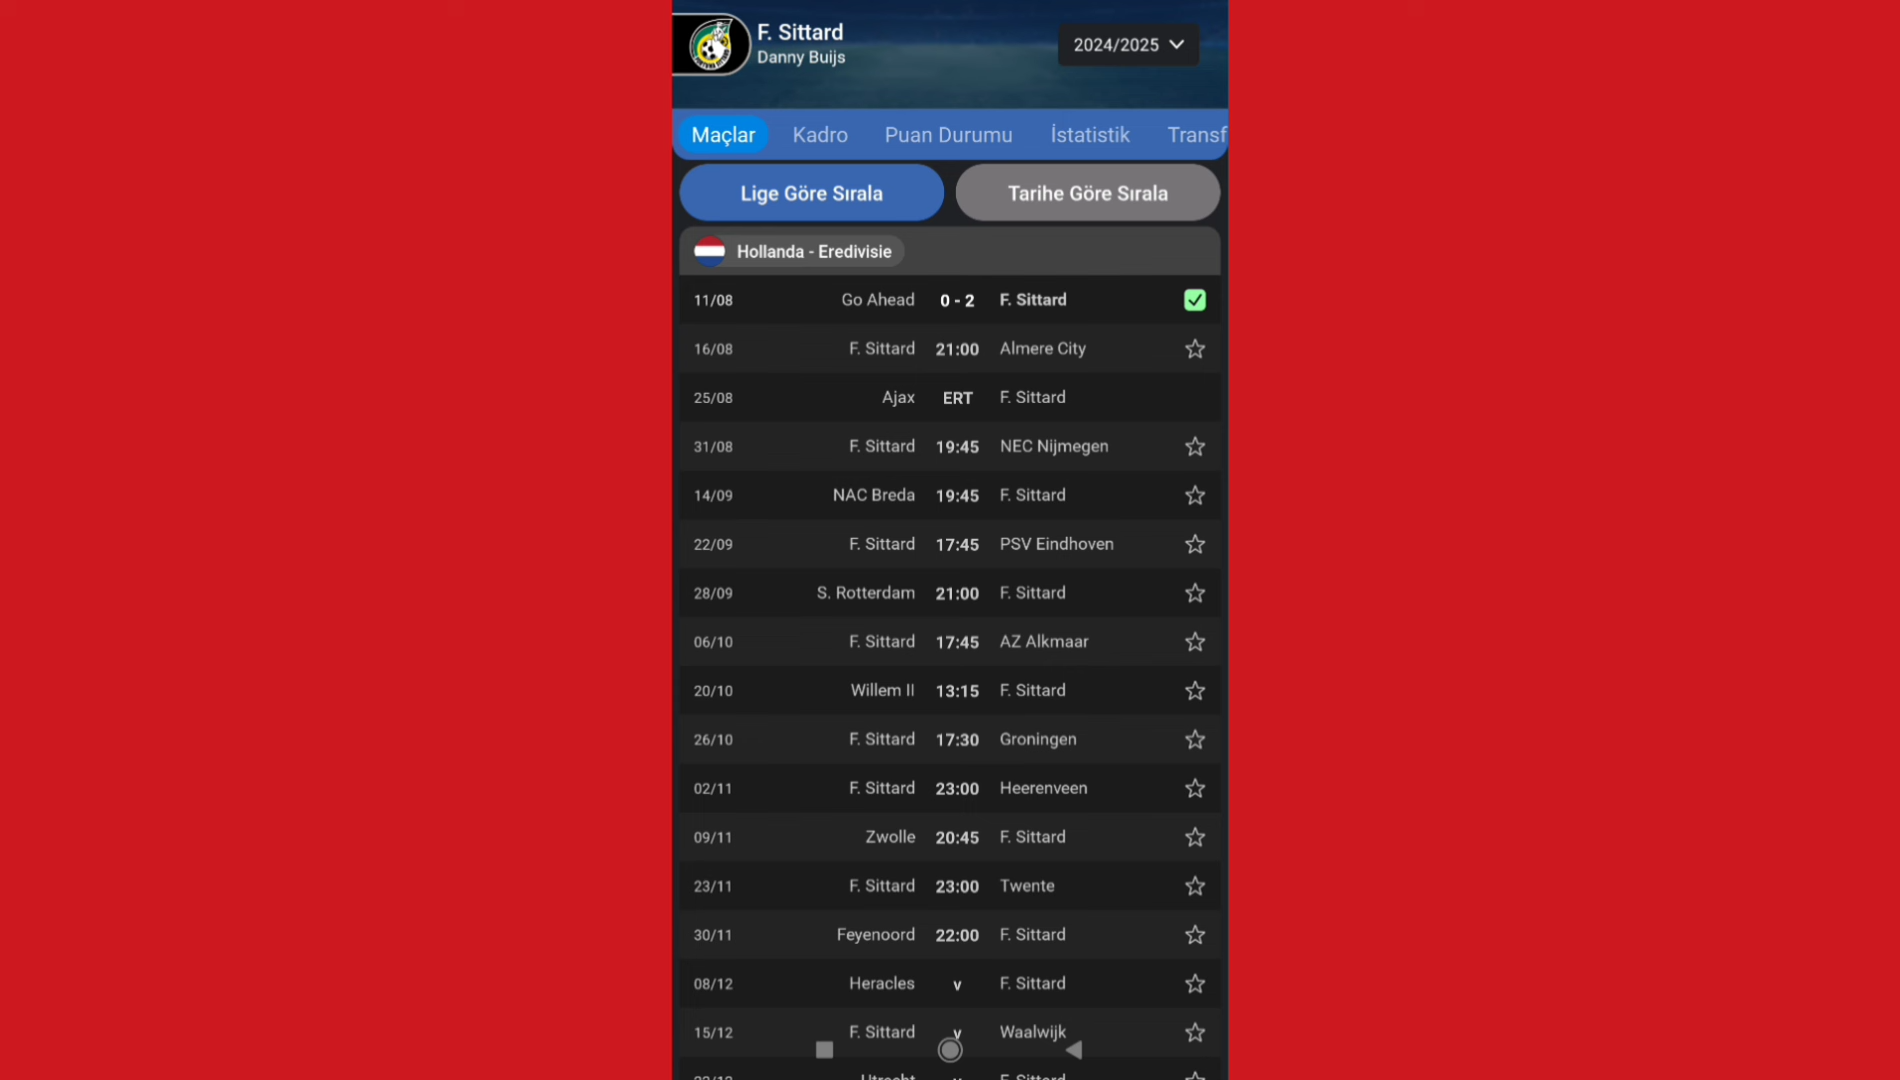 F. Sittard
Danny Buijs
2024/2025
Maçlar Kadro Puan Durumu İstatistik Transf
Lige Göre Sırala Tarihe Göre Sırala
Hollanda - Eredivisie
11/08 Go Ahead 0 - 2 F. Sittard
16/08 F. Sittard 21:00 Almere City
25/08 Ajax ERT F. Sittard
31/08 F. Sittard 19:45 NEC Nijmegen
14/09 NAC Breda 19:45 F. Sittard
22/09 F. Sittard 17:45 PSV Eindhoven
28/09 S. Rotterdam 21:00 F. Sittard
06/10 F. Sittard 17:45 AZ Alkmaar
20/10 Willem II 13:15 F. Sittard
26/10 F. Sittard 17:30 Groningen
02/11 F. Sittard 23:00 Heerenveen
09/11 Zwolle 20:45 F. Sittard
23/11 F. Sittard 23:00 Twente
30/11 Feyenoord 22:00 F. Sittard
08/12 Heracles v F. Sittard
15/12 F. Sittard v Waalwijk
Utrecht v F. Sittard